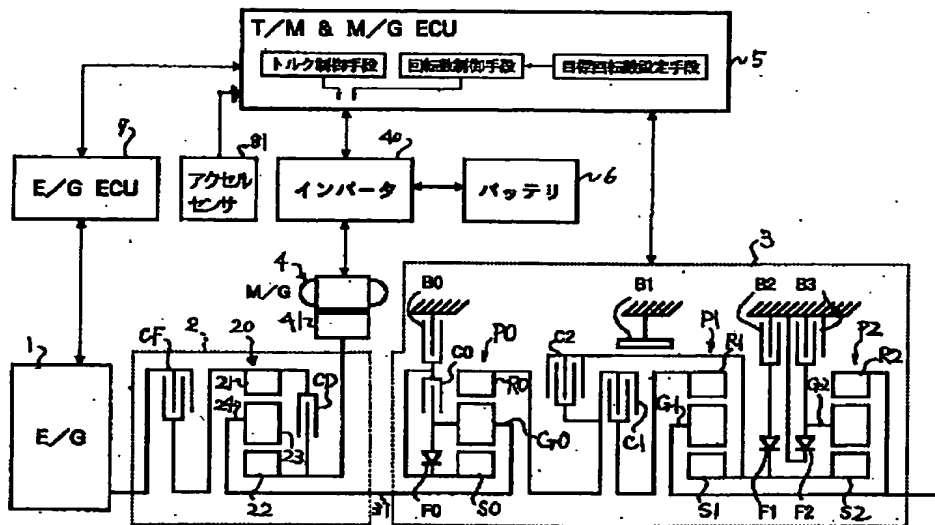 T/M & M/G ECU
トルク制御手段 回転数制御手段 目標回転数設定手段
5
9
81
40
E/G ECU
アクセル
センサ
インバータ
バッテリ
6
3
4
M/G
41
B0
B1
B2
B3
1
CF
2
20
CD
C0
P0
R0
C2
P1
R1
P2
R2
E/G
21
24
23
22
G0
C1
G1
G2
31
F0
S0
S1
F1
F2
S2